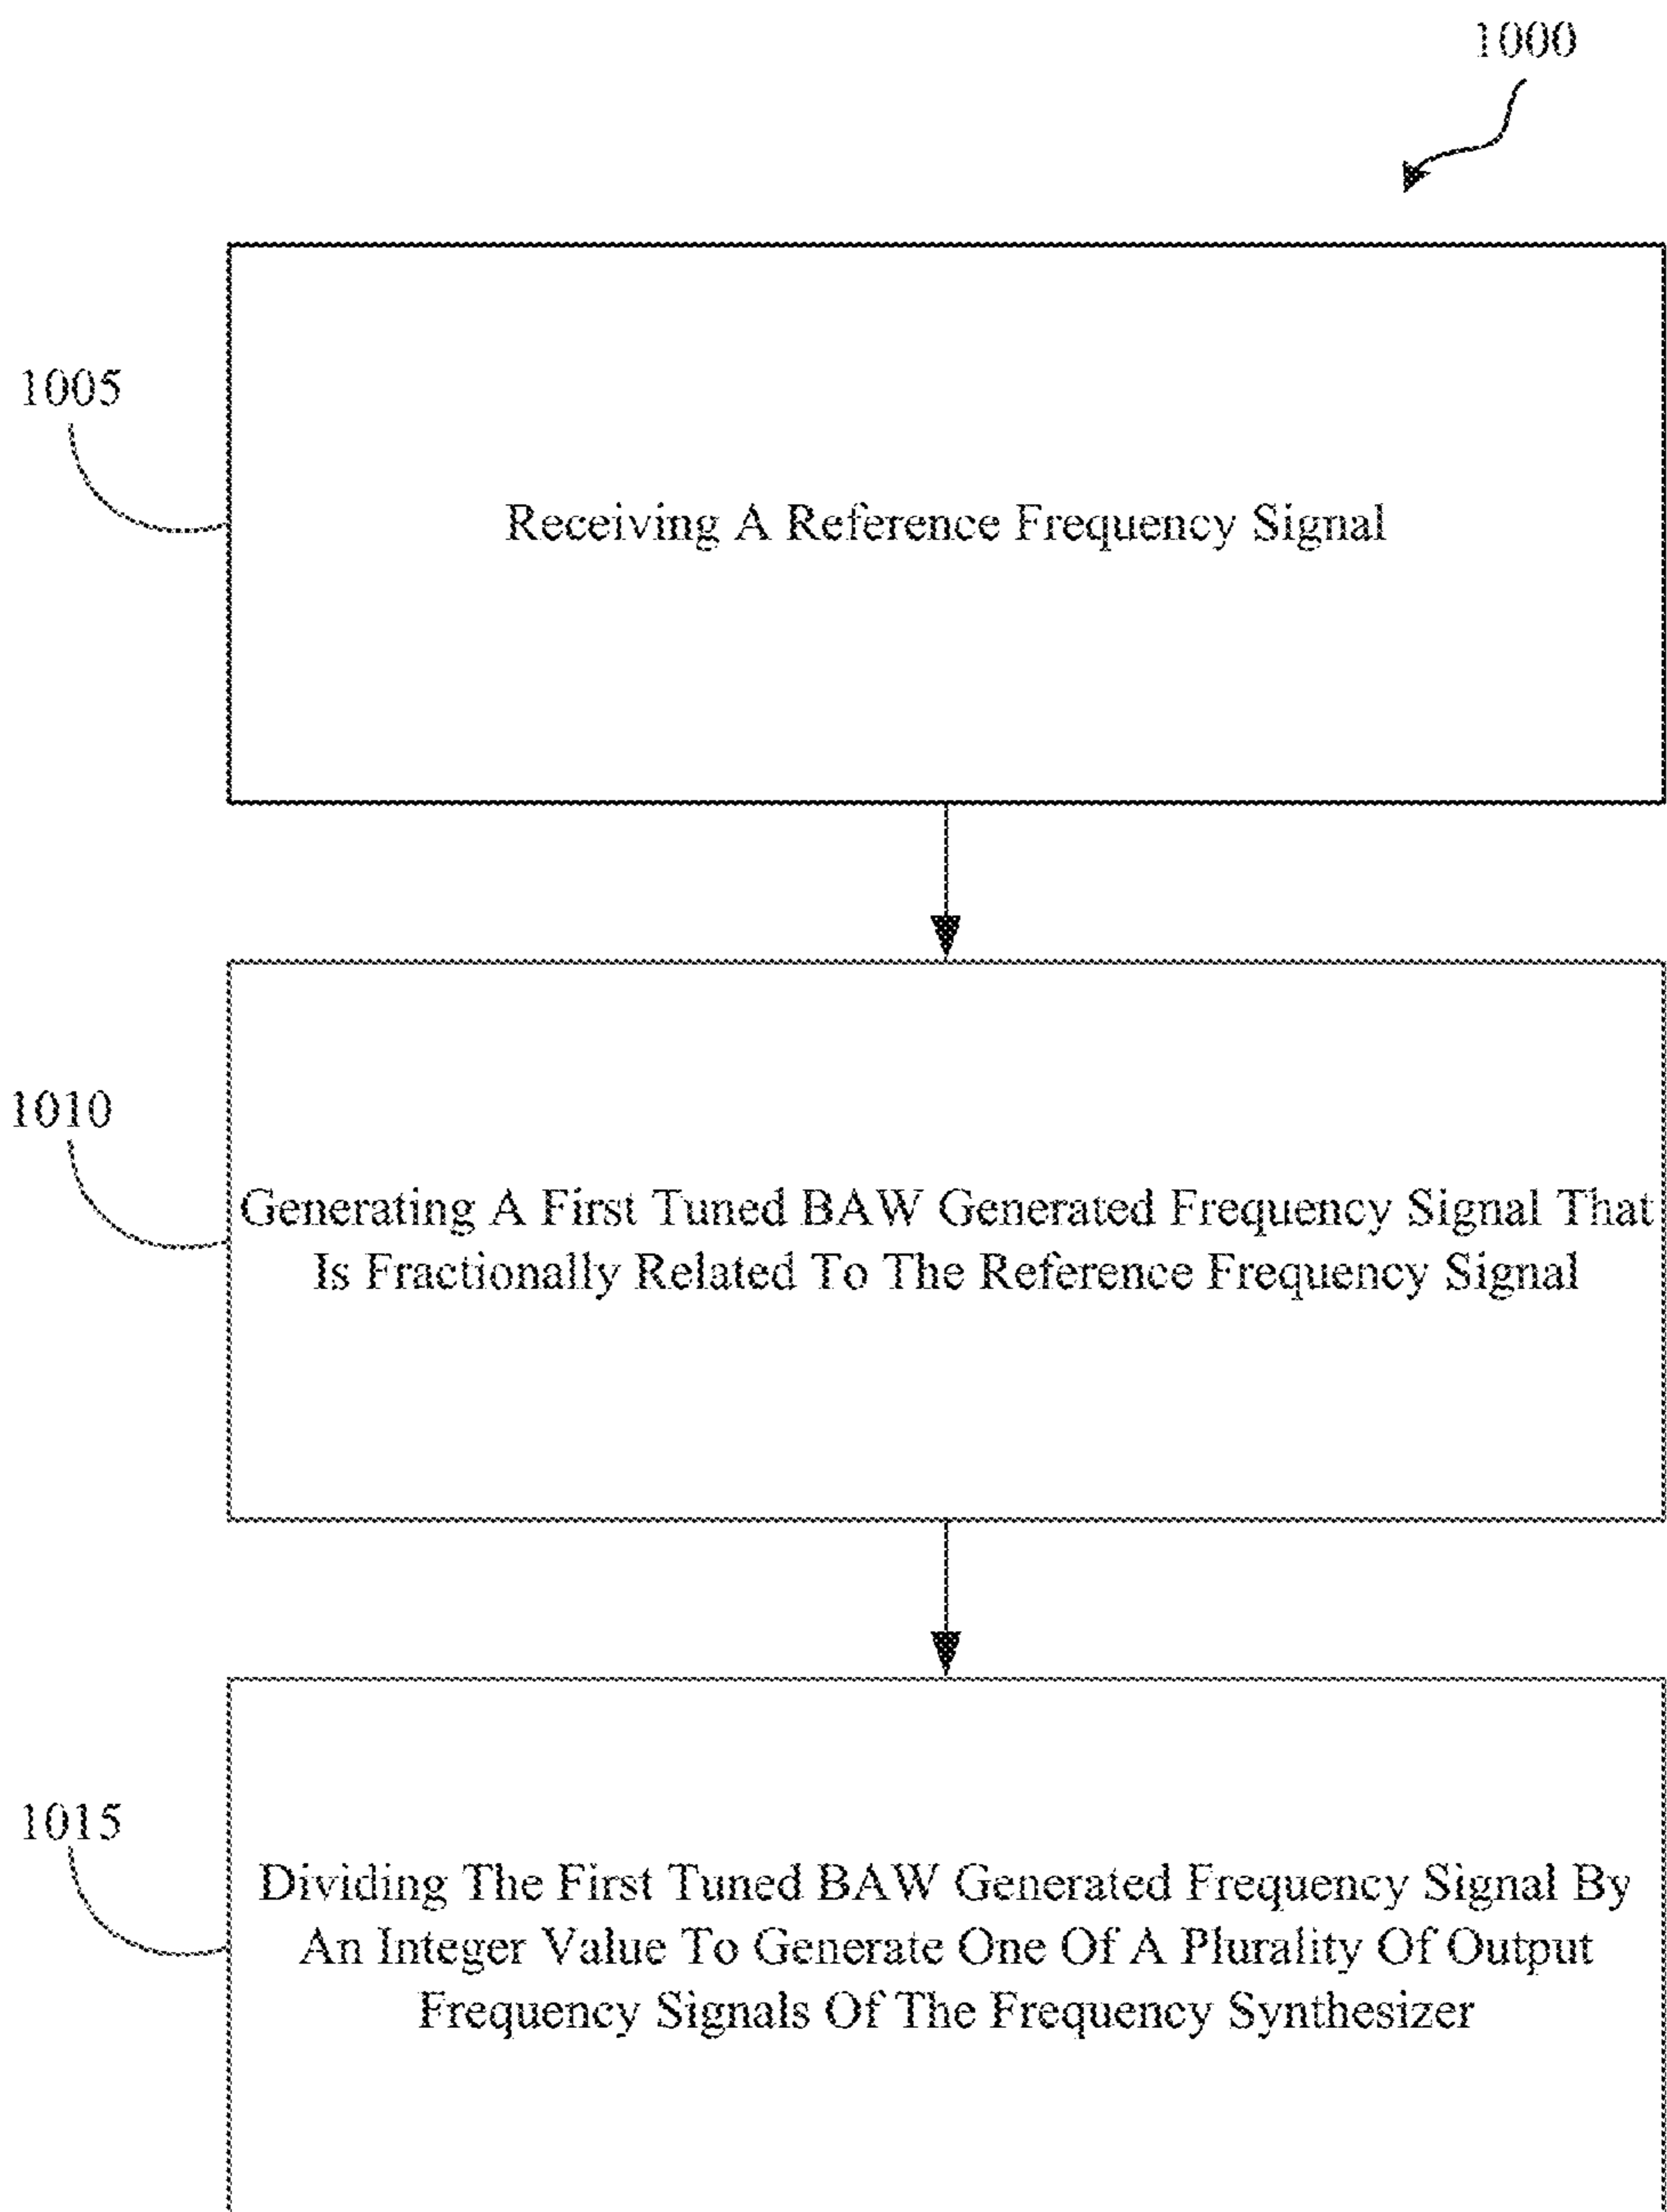 1000
1005
Receiving A Reference Frequency Signal
1010
Generating A First Tuned BAW Generated Frequency Signal That
Is Fractionally Related To The Reference Frequency Signal
1015
Dividing The First Tuned BAW Generated Frequency Signal By
An Integer Value To Generate One Of A Plurality Of Output
Frequency Signals Of The Frequency Synthesizer